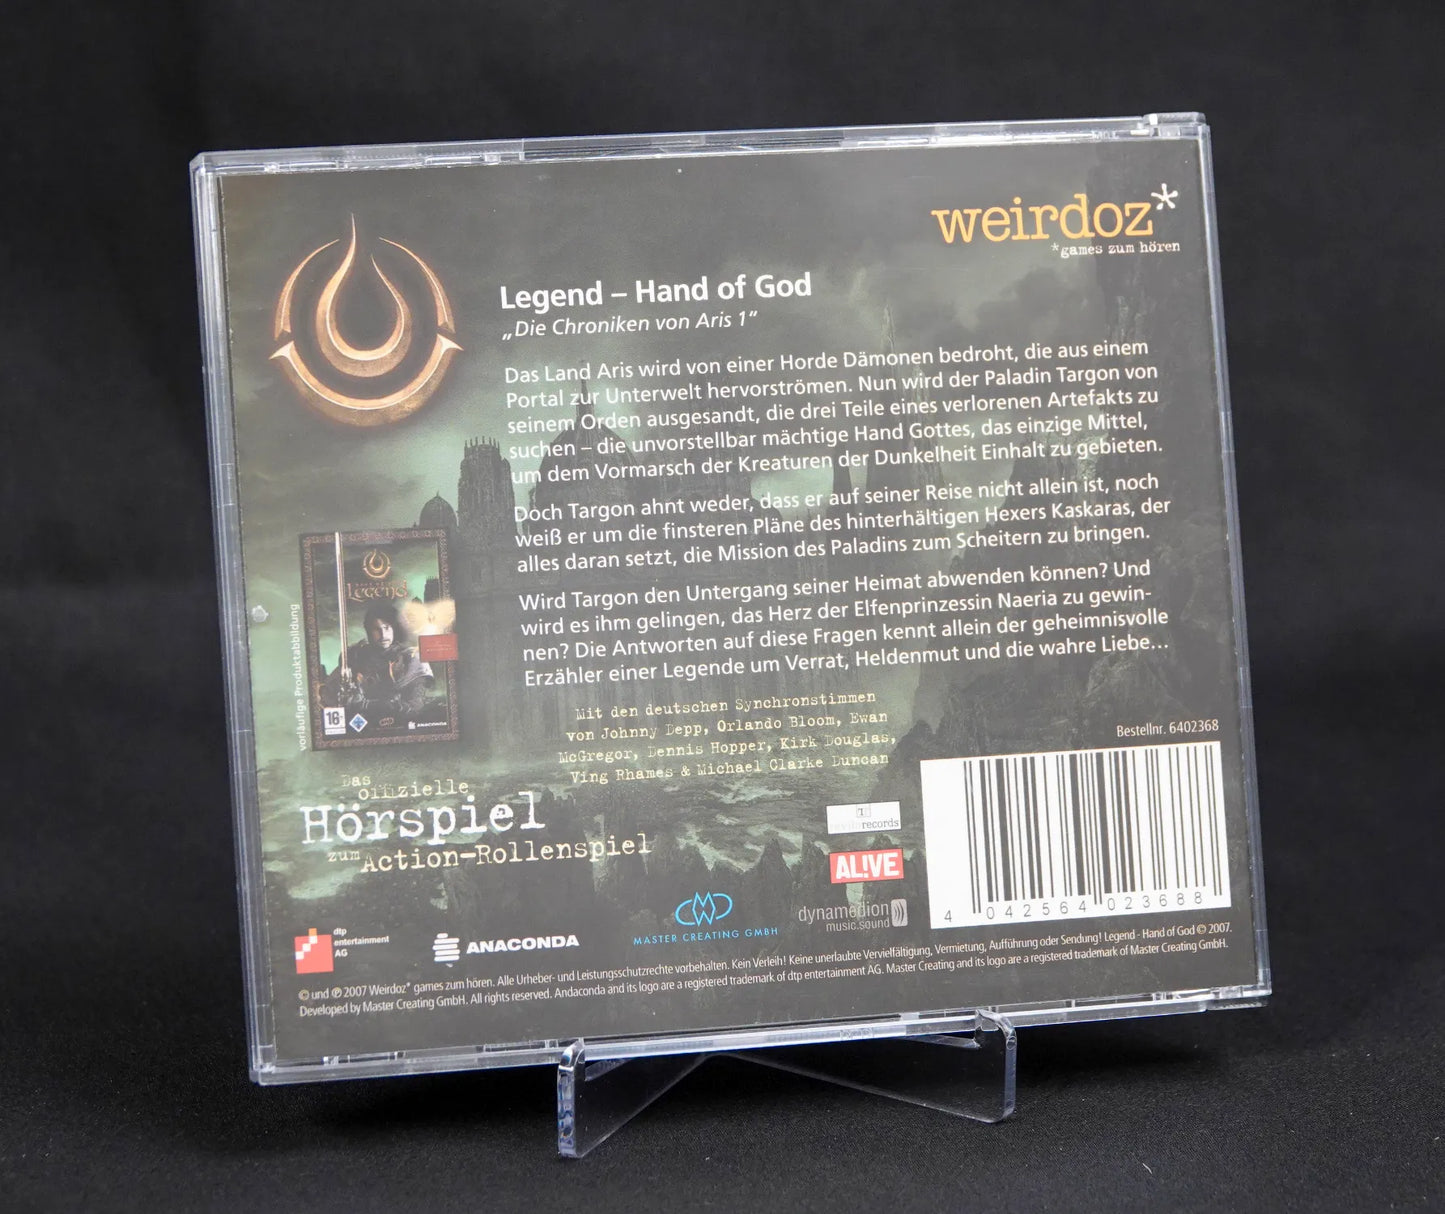 weirdoz*
*games zum hören
Legend – Hand of God
„Die Chroniken von Aris 1“
Das Land Aris wird von einer Horde Dämonen bedroht, die aus einem
Portal zur Unterwelt hervorströmen. Nun wird der Paladin Targon von
seinem Orden ausgesandt, die drei Teile eines verlorenen Artefakts zu
suchen – die unvorstellbar mächtige Hand Gottes, das einzige Mittel,
um dem Vormarsch der Kreaturen der Dunkelheit Einhalt zu gebieten.
Doch Targon ahnt weder, dass er auf seiner Reise nicht allein ist, noch
weiß er um die finsteren Pläne des hinterhältigen Hexers Kaskaras, der
alles daran setzt, die Mission des Paladins zum Scheitern zu bringen.
Wird Targon den Untergang seiner Heimat abwenden können? Und
wird es ihm gelingen, das Herz der Elfenprinzessin Naeria zu gewin-
nen? Die Antworten auf diese Fragen kennt allein der geheimnisvolle
Erzähler einer Legende um Verrat, Heldenmut und die wahre Liebe...
vorläufige Produktabbildung
Legend
ANACONDA
Mit den deutschen Synchronstimmen
von Johnny Depp, Orlando Bloom, Ewan
McGregor, Dennis Hopper, Kirk Douglas,
Ving Rhames & Michael Clarke Duncan
Das
offizielle
Hörspiel
zum Action-Rollenspiel
Bestellnr. 6402368
records
AL!VE
dynamedion
music.sound
4 042564 023688
dtp
entertainment
AG
ANACONDA
MASTER CREATING GMBH
© und ℗ 2007 Weirdoz* games zum hören. Alle Urheber- und Leistungsschutzrechte vorbehalten. Kein Verleih! Keine unerlaubte Vervielfältigung, Vermietung, Aufführung oder Sendung! Legend - Hand of God © 2007.
Developed by Master Creating GmbH. All rights reserved. Andaconda and its logo are a registered trademark of dtp entertainment AG. Master Creating and its logo are a registered trademark of Master Creating GmbH.